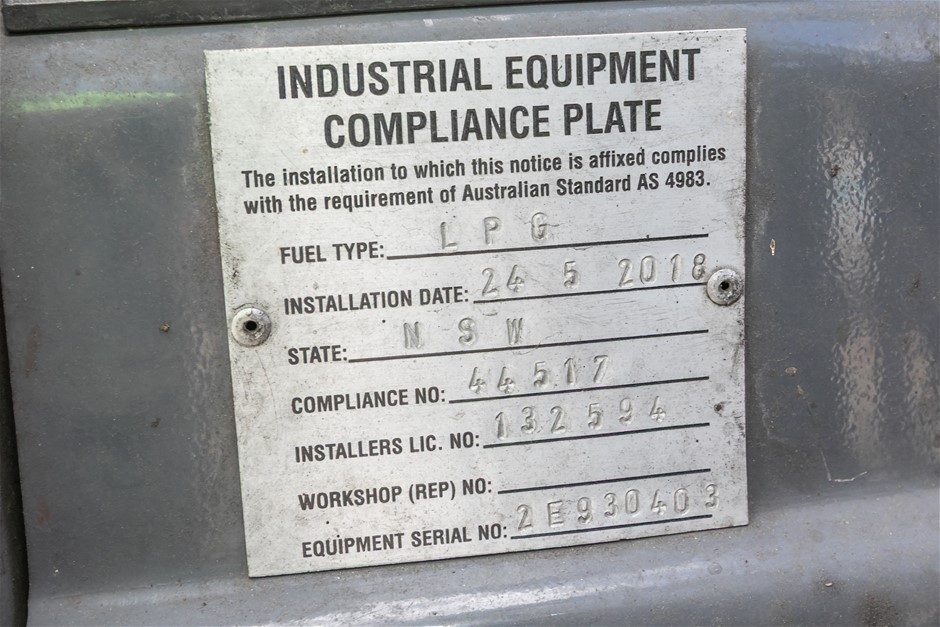 INDUSTRIAL EQUIPMENT
COMPLIANCE PLATE
The installation to which this notice is affixed complies
with the requirement of Australian Standard AS 4983.
FUEL TYPE: LPG
INSTALLATION DATE: 24 5 2018
STATE: NSW
COMPLIANCE NO: 44517
INSTALLERS LIC. NO: 132594
WORKSHOP (REP) NO:
EQUIPMENT SERIAL NO: 2E930403